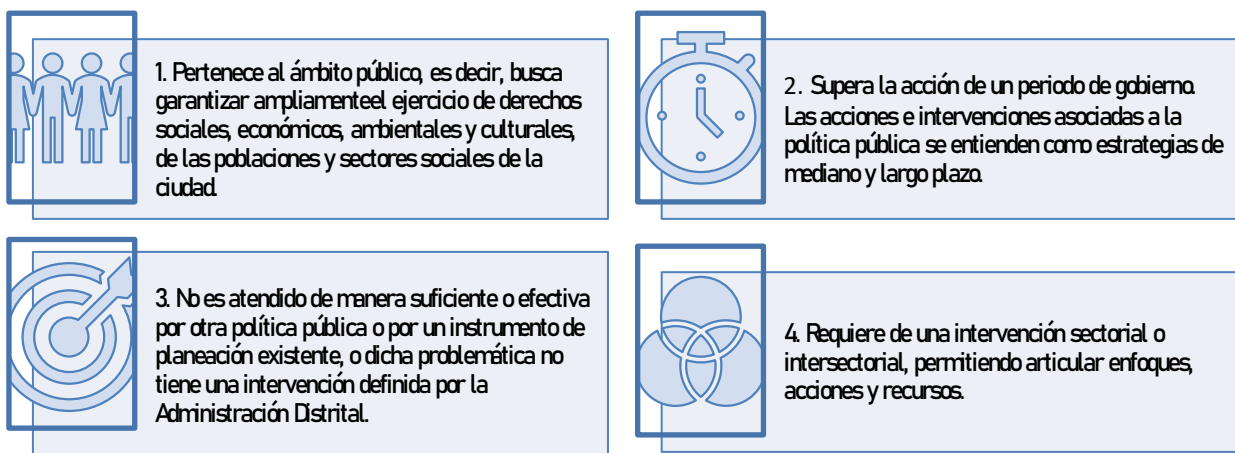 1. Pertenece al ámbito público, es decir, busca
garantizar ampliamenteel ejercicio de derechos
sociales, económicos, ambientales y culturales,
de las poblaciones y sectores sociales de la
ciudad.
2. Supera la acción de un periodo de gobierno.
Las acciones e intervenciones asociadas a la
política pública se entienden como estrategias de
mediano y largo plazo.
3. No es atendido de manera suficiente o efectiva
por otra política pública o por un instrumento de
planeación existente, o dicha problemática no
tiene una intervención definida por la
Administración Distrital.
4. Requiere de una intervención sectorial o
intersectorial, permitiendo articular enfoques,
acciones y recursos.